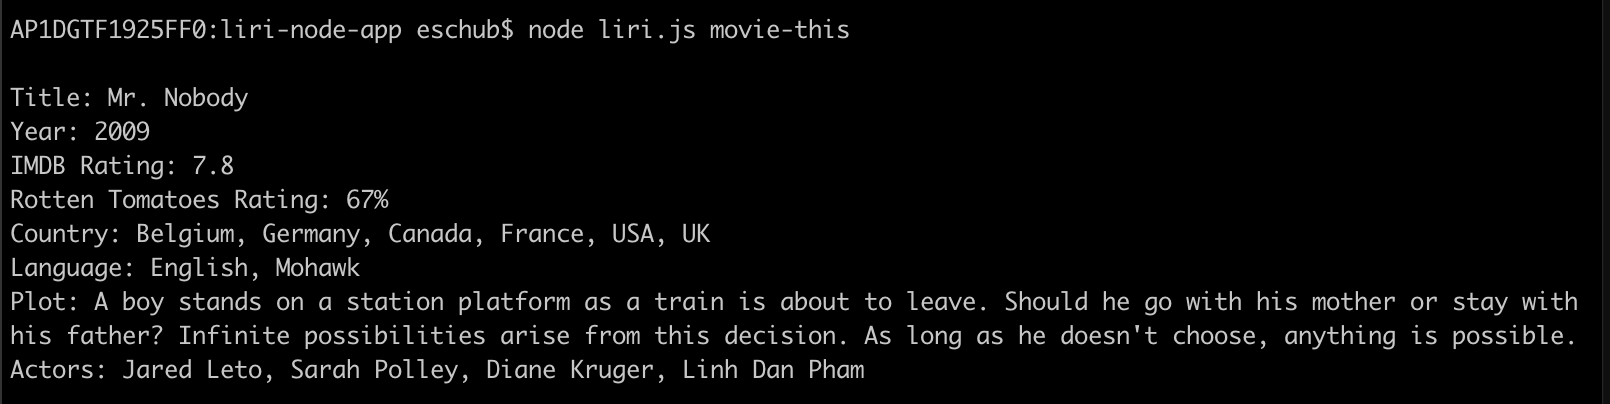 AP1DGTF1925FF0:liri-node-app eschub$ node liri.js movie-this
Title: Mr. Nobody
Year: 2009
IMDB Rating: 7.8
Rotten Tomatoes Rating: 67%
Country: Belgium, Germany, Canada, France, USA, UK
Language: English, Mohawk
Plot: A boy stands on a station platform as a train is about to leave. Should he go with his mother or stay with
his father? Infinite possibilities arise from this decision. As long as he doesn't choose, anything is possible.
Actors: Jared Leto, Sarah Polley, Diane Kruger, Linh Dan Pham